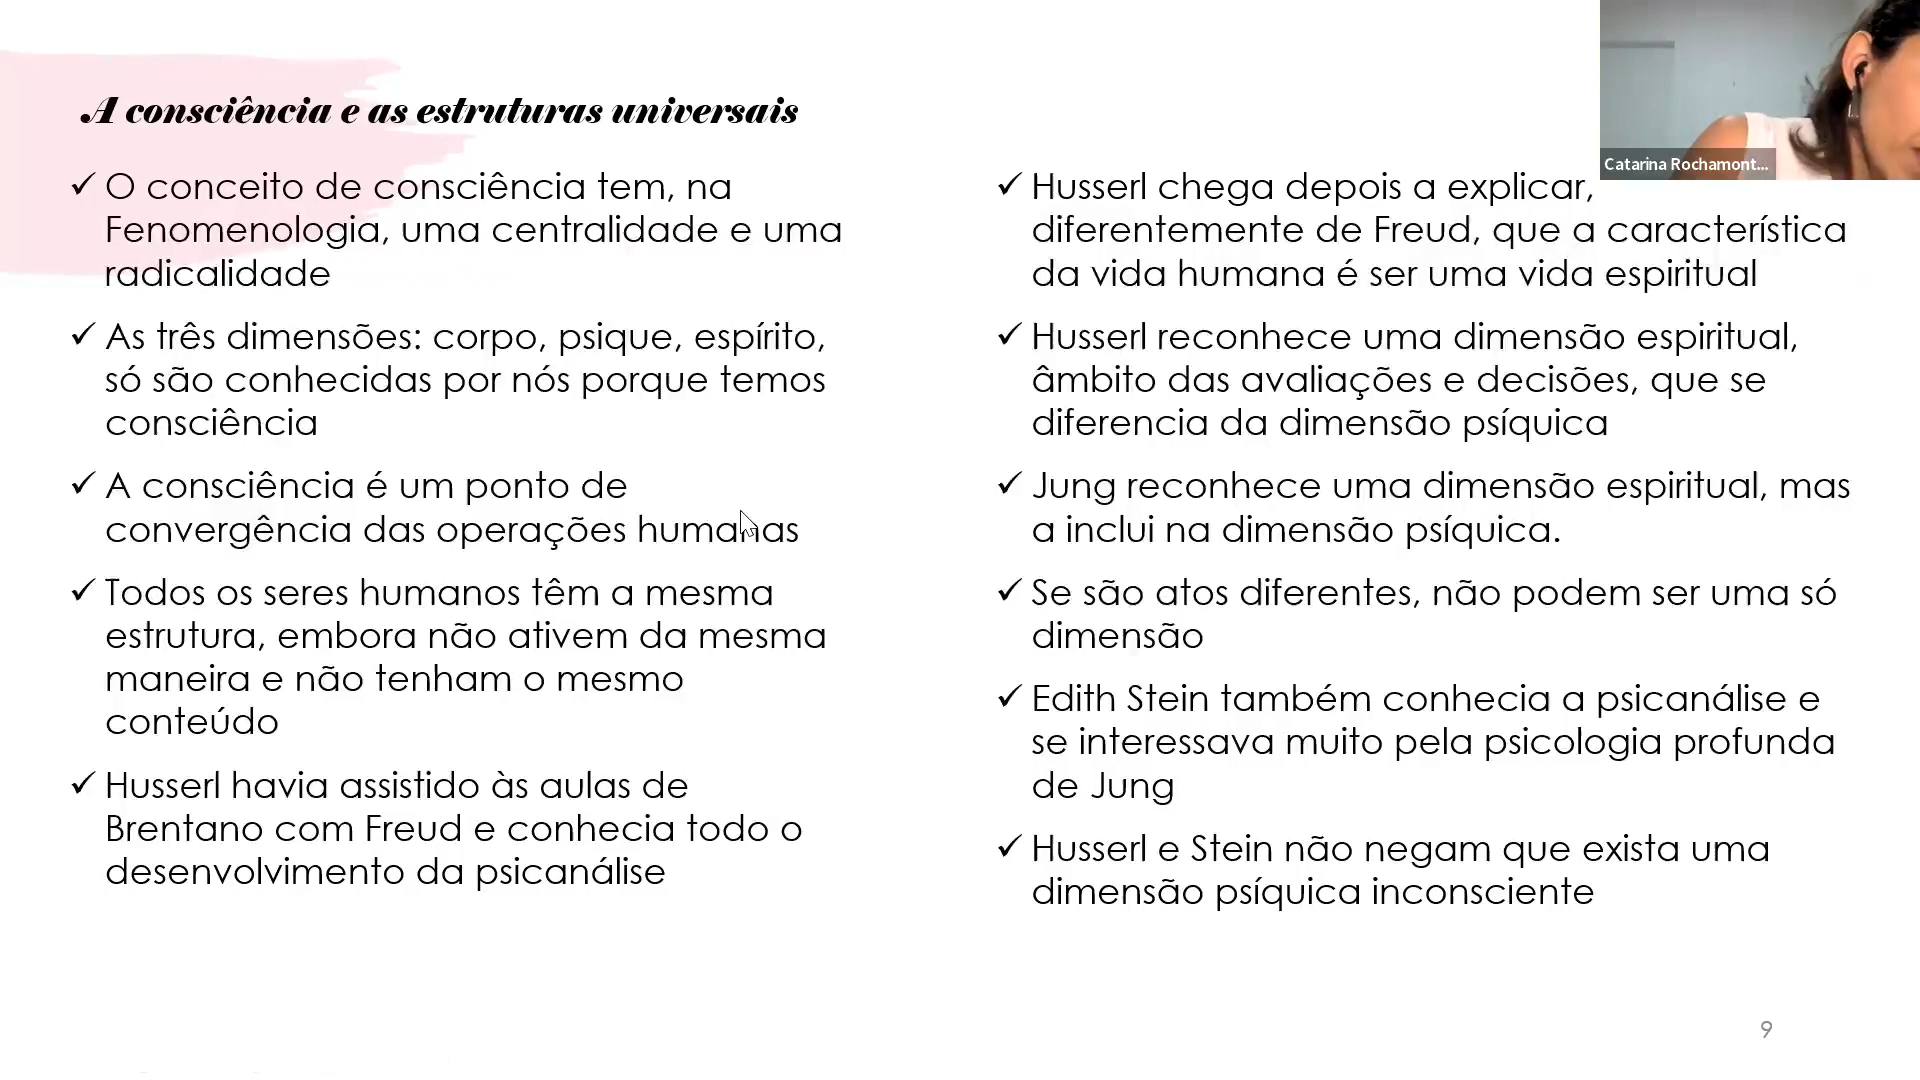 A consciência e as estruturas universais
✓ O conceito de consciência tem, na
Fenomenologia, uma centralidade e uma
radicalidade
✓ As três dimensões: corpo, psique, espírito,
só são conhecidas por nós porque temos
consciência
✓ A consciência é um ponto de
convergência das operações humanas
✓ Todos os seres humanos têm a mesma
estrutura, embora não ativem da mesma
maneira e não tenham o mesmo
conteúdo
✓ Husserl havia assistido às aulas de
Brentano com Freud e conhecia todo o
desenvolvimento da psicanálise
Catarina Rochamont...
✓ Husserl chega depois a explicar,
diferentemente de Freud, que a característica
da vida humana é ser uma vida espiritual
✓ Husserl reconhece uma dimensão espiritual,
âmbito das avaliações e decisões, que se
diferencia da dimensão psíquica
✓ Jung reconhece uma dimensão espiritual, mas
a inclui na dimensão psíquica.
✓ Se são atos diferentes, não podem ser uma só
dimensão
✓ Edith Stein também conhecia a psicanálise e
se interessava muito pela psicologia profunda
de Jung
✓ Husserl e Stein não negam que exista uma
dimensão psíquica inconsciente
9